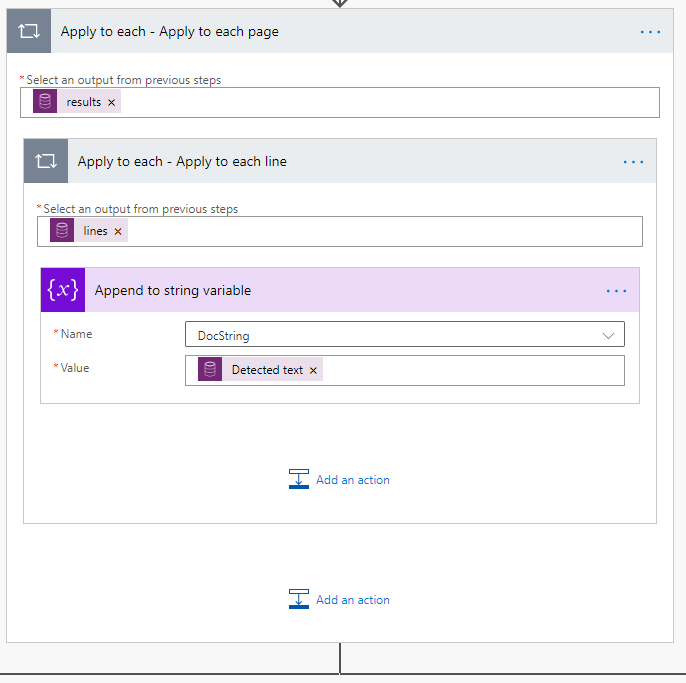 Apply to each - Apply to each page
* Select an output from previous steps
results ×
Apply to each - Apply to each line
* Select an output from previous steps
lines ×
{x} Append to string variable
* Name DocString
* Value Detected text ×
Add an action
Add an action